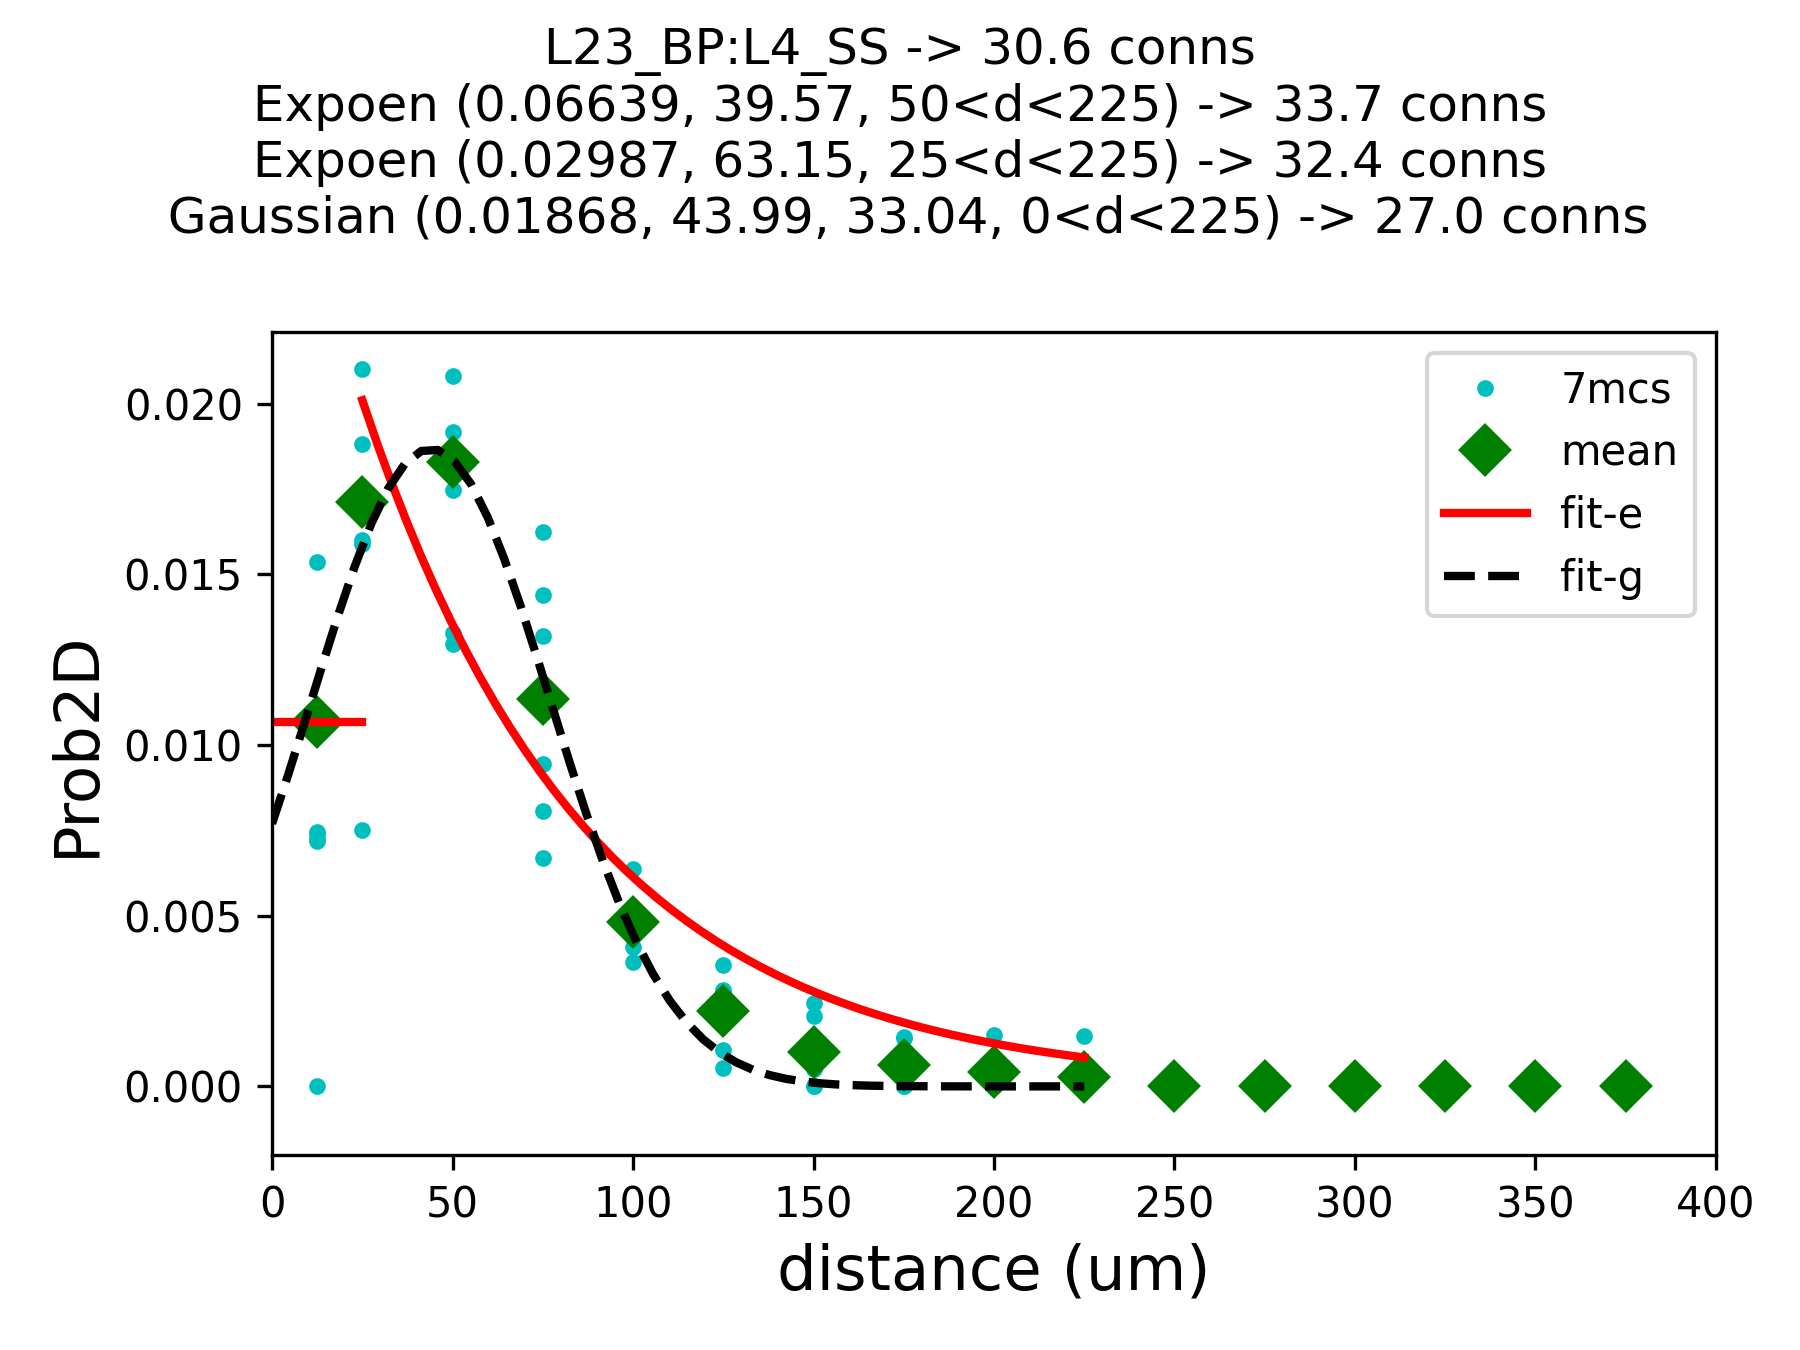 L23_BP:L4_SS -> 30.6 conns
Expoen (0.06639, 39.57, 50<d<225) -> 33.7 conns
Expoen (0.02987, 63.15, 25<d<225) -> 32.4 conns
Gaussian (0.01868, 43.99, 33.04, 0<d<225) -> 27.0 conns
7mcs
mean
fit-e
fit-g
Prob2D
0.020
0.015
0.010
0.005
0.000
0 50 100 150 200 250 300 350 400
distance (um)